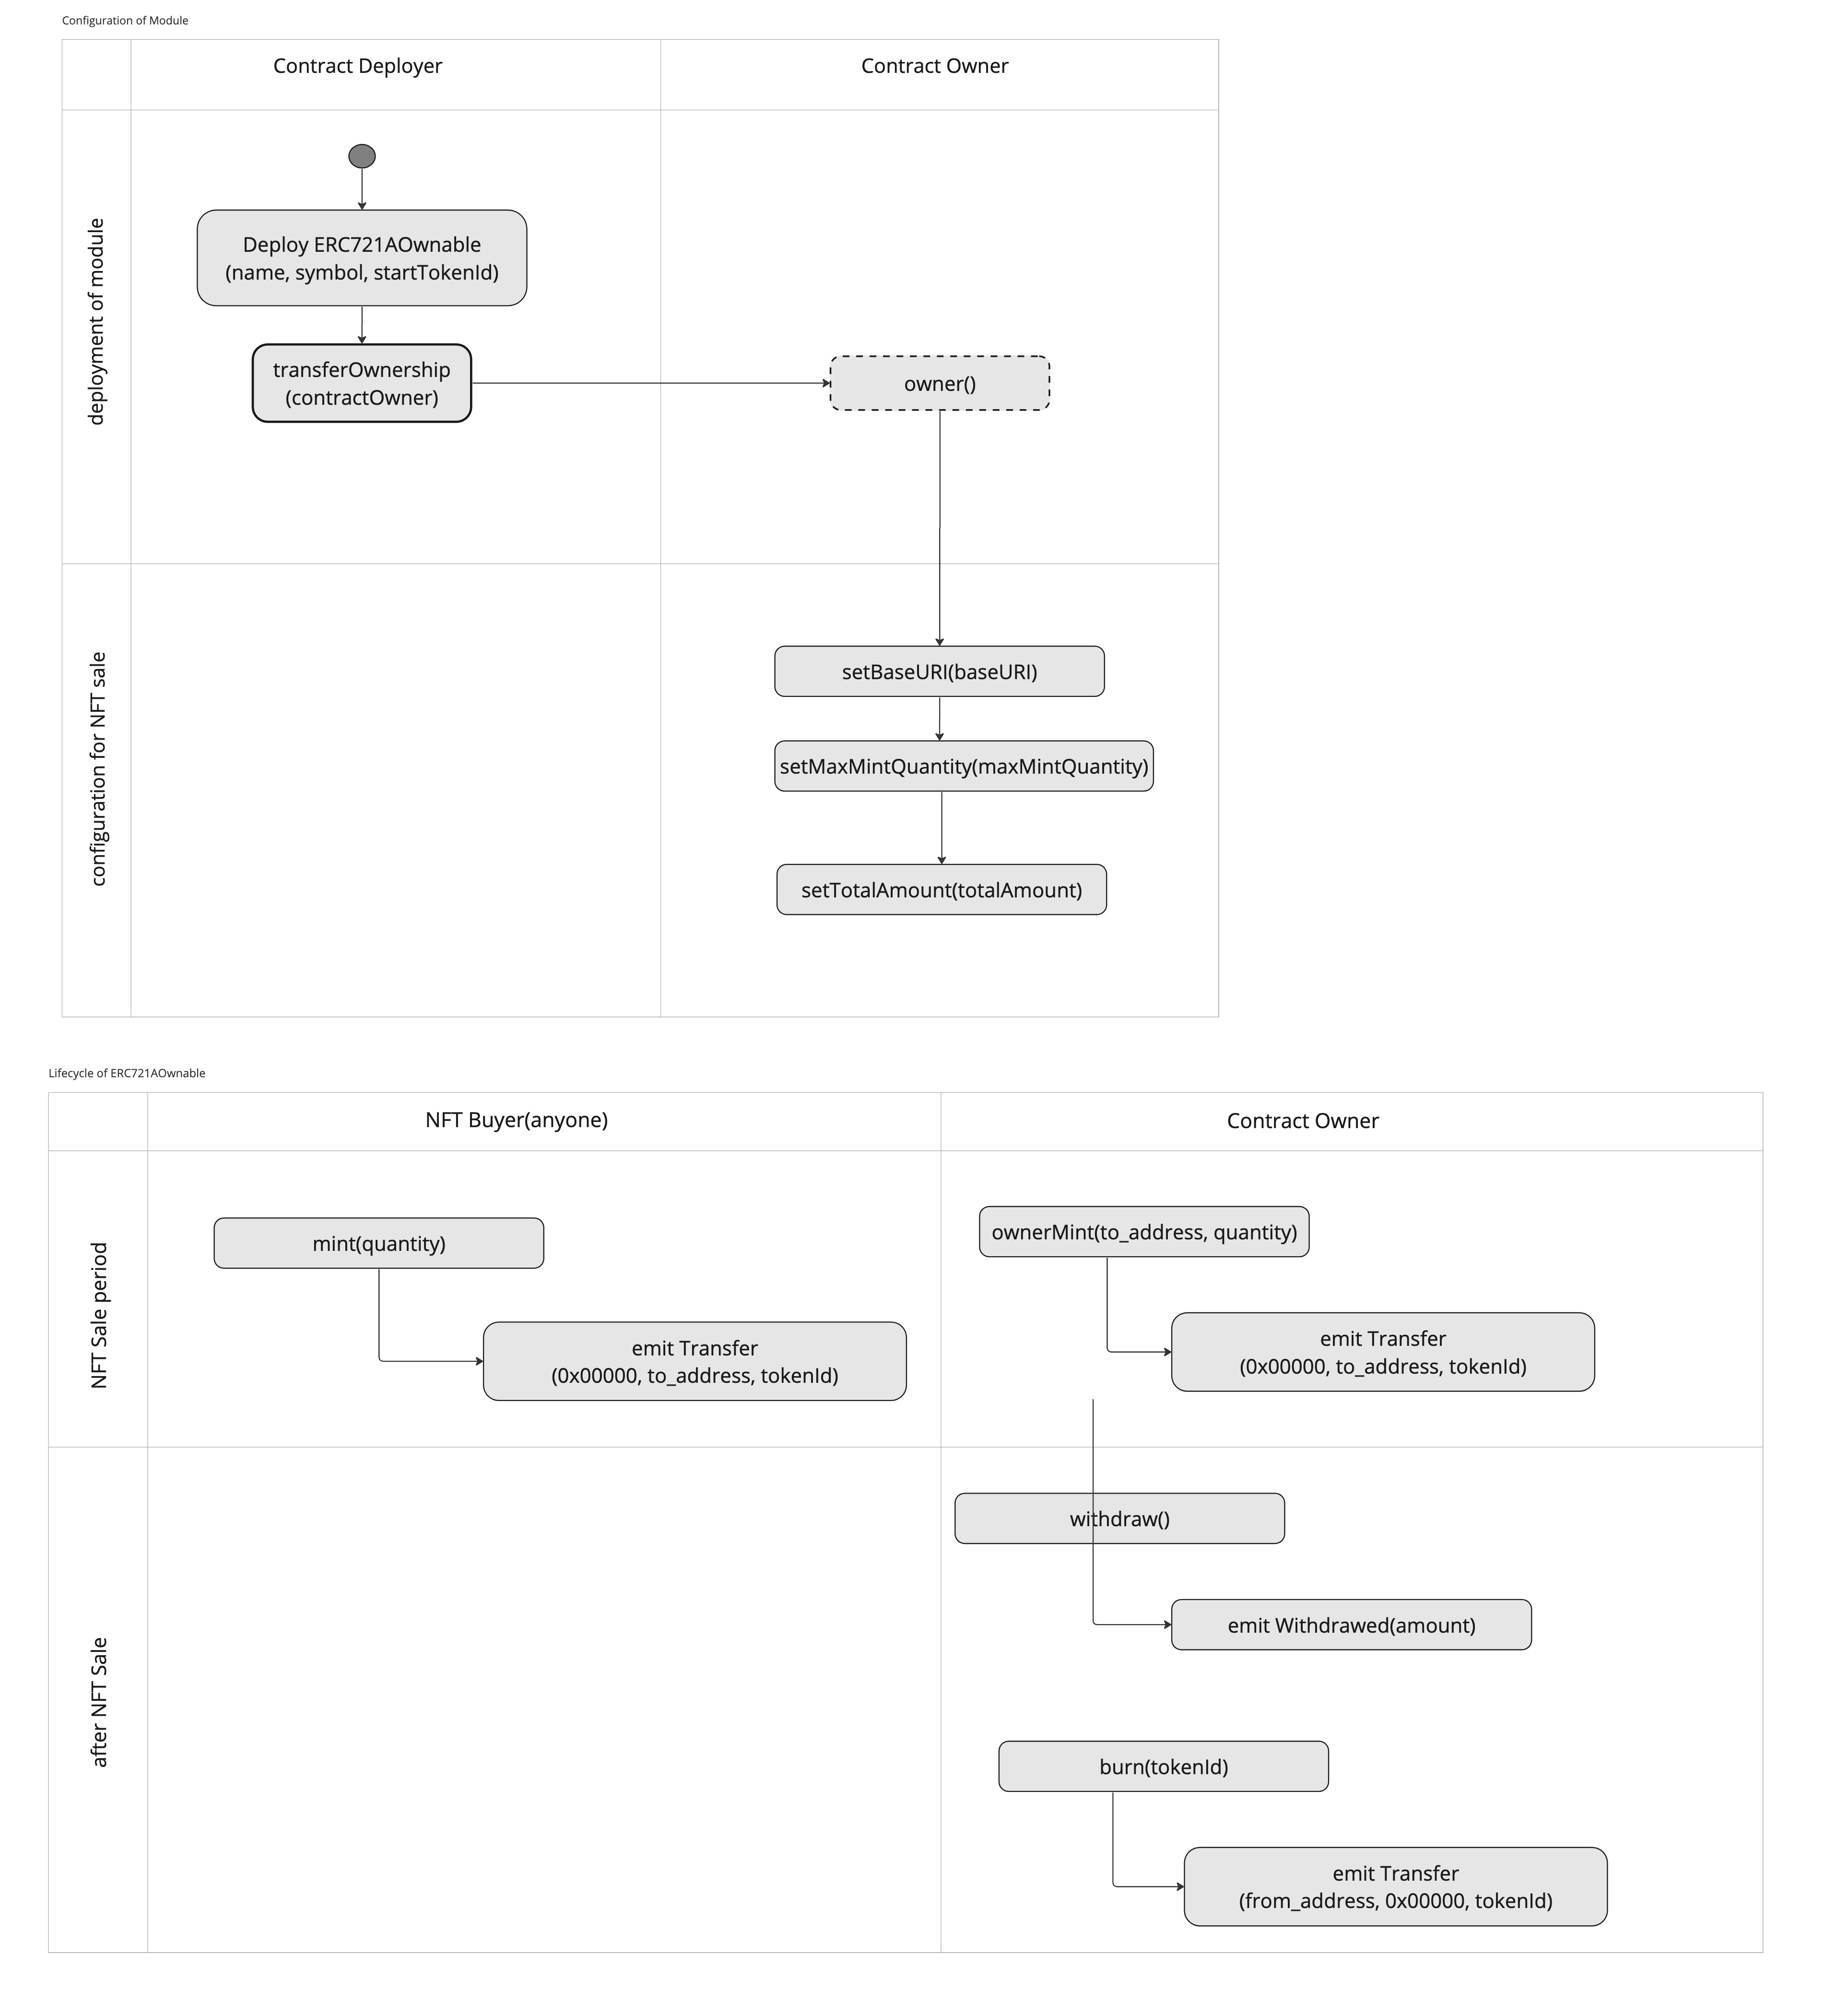 Configuration of Module
Contract Deployer
Contract Owner
deployment of module
Deploy ERC721AOwnable
(name, symbol, startTokenId)
transferOwnership
(contractOwner)
owner()
configuration for NFT sale
setBaseURI(baseURI)
setMaxMintQuantity(maxMintQuantity)
setTotalAmount(totalAmount)
Lifecycle of ERC721AOwnable
NFT Buyer(anyone)
Contract Owner
NFT Sale period
mint(quantity)
emit Transfer
(0x00000, to_address, tokenId)
ownerMint(to_address, quantity)
emit Transfer
(0x00000, to_address, tokenId)
after NFT Sale
withdraw()
emit Withdrawed(amount)
burn(tokenId)
emit Transfer
(from_address, 0x00000, tokenId)